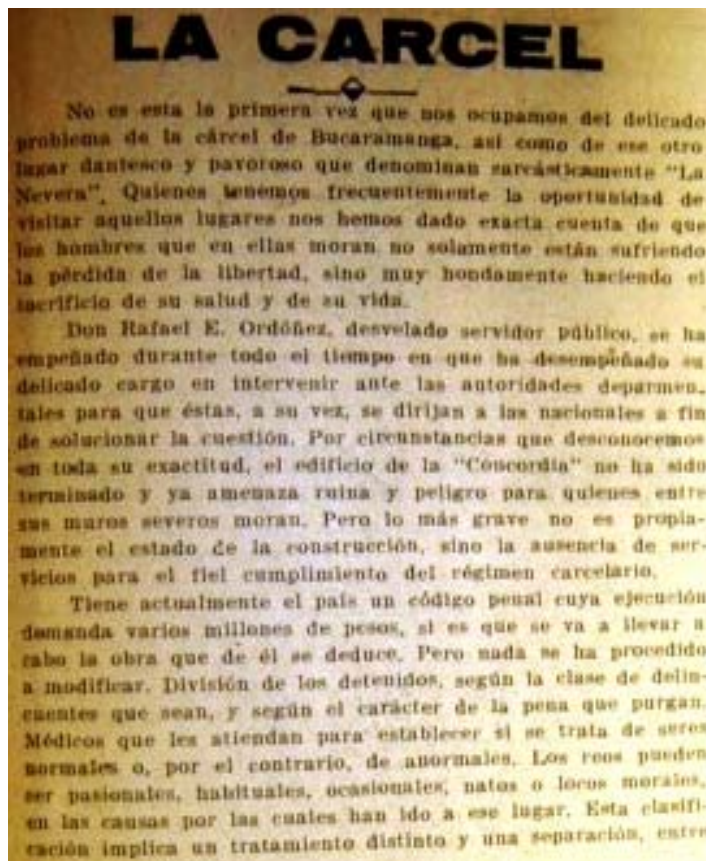 LA CARCEL
No es esta la primera vez que nos ocupamos del delicado
problema de la cárcel de Bucaramanga, así como de ese otro
lugar dantesco y pavoroso que denominan sarcásticamente "La
Nevera". Quienes tenemos frecuentemente la oportunidad de
visitar aquellos lugares nos hemos dado exacta cuenta de que
los hombres que en ellas moran no solamente están sufriendo
la pérdida de la libertad, sino muy hondamente haciendo el
sacrificio de su salud y de su vida.
Don Rafael E. Ordóñez, desvelado servidor público, se ha
empeñado durante todo el tiempo en que ha desempeñado su
delicado cargo en intervenir ante las autoridades deparmen.
tales para que éstas, a su vez, se dirijan a las nacionales a fin
de solucionar la cuestión. Por circunstancias que desconocemos
en toda su exactitud, el edificio de la "Concordia" no ha sido
terminado y ya amenaza ruina y peligro para quienes entre
sus muros severos moran. Pero lo más grave no es propia-
mente el estado de la construcción, sino la ausencia de ser-
vicios para el fiel cumplimiento del régimen carcelario.
Tiene actualmente el país un código penal cuya ejecución
demanda varios millones de pesos, si es que se va a llevar a
cabo la obra que de él se deduce. Pero nada se ha procedido
a modificar. División de los detenidos, según la clase de delin-
cuentes que sean, y según el carácter de la pena que purgan.
Médicos que les atiendan para establecer si se trata de seres
normales o, por el contrario, de anormales. Los reos pueden
ser pasionales, habituales, ocasionales, natos o locos morales,
en las causas por las cuales han ido a ese lugar. Esta clasifi-
cación implica un tratamiento distinto y una separación, entre